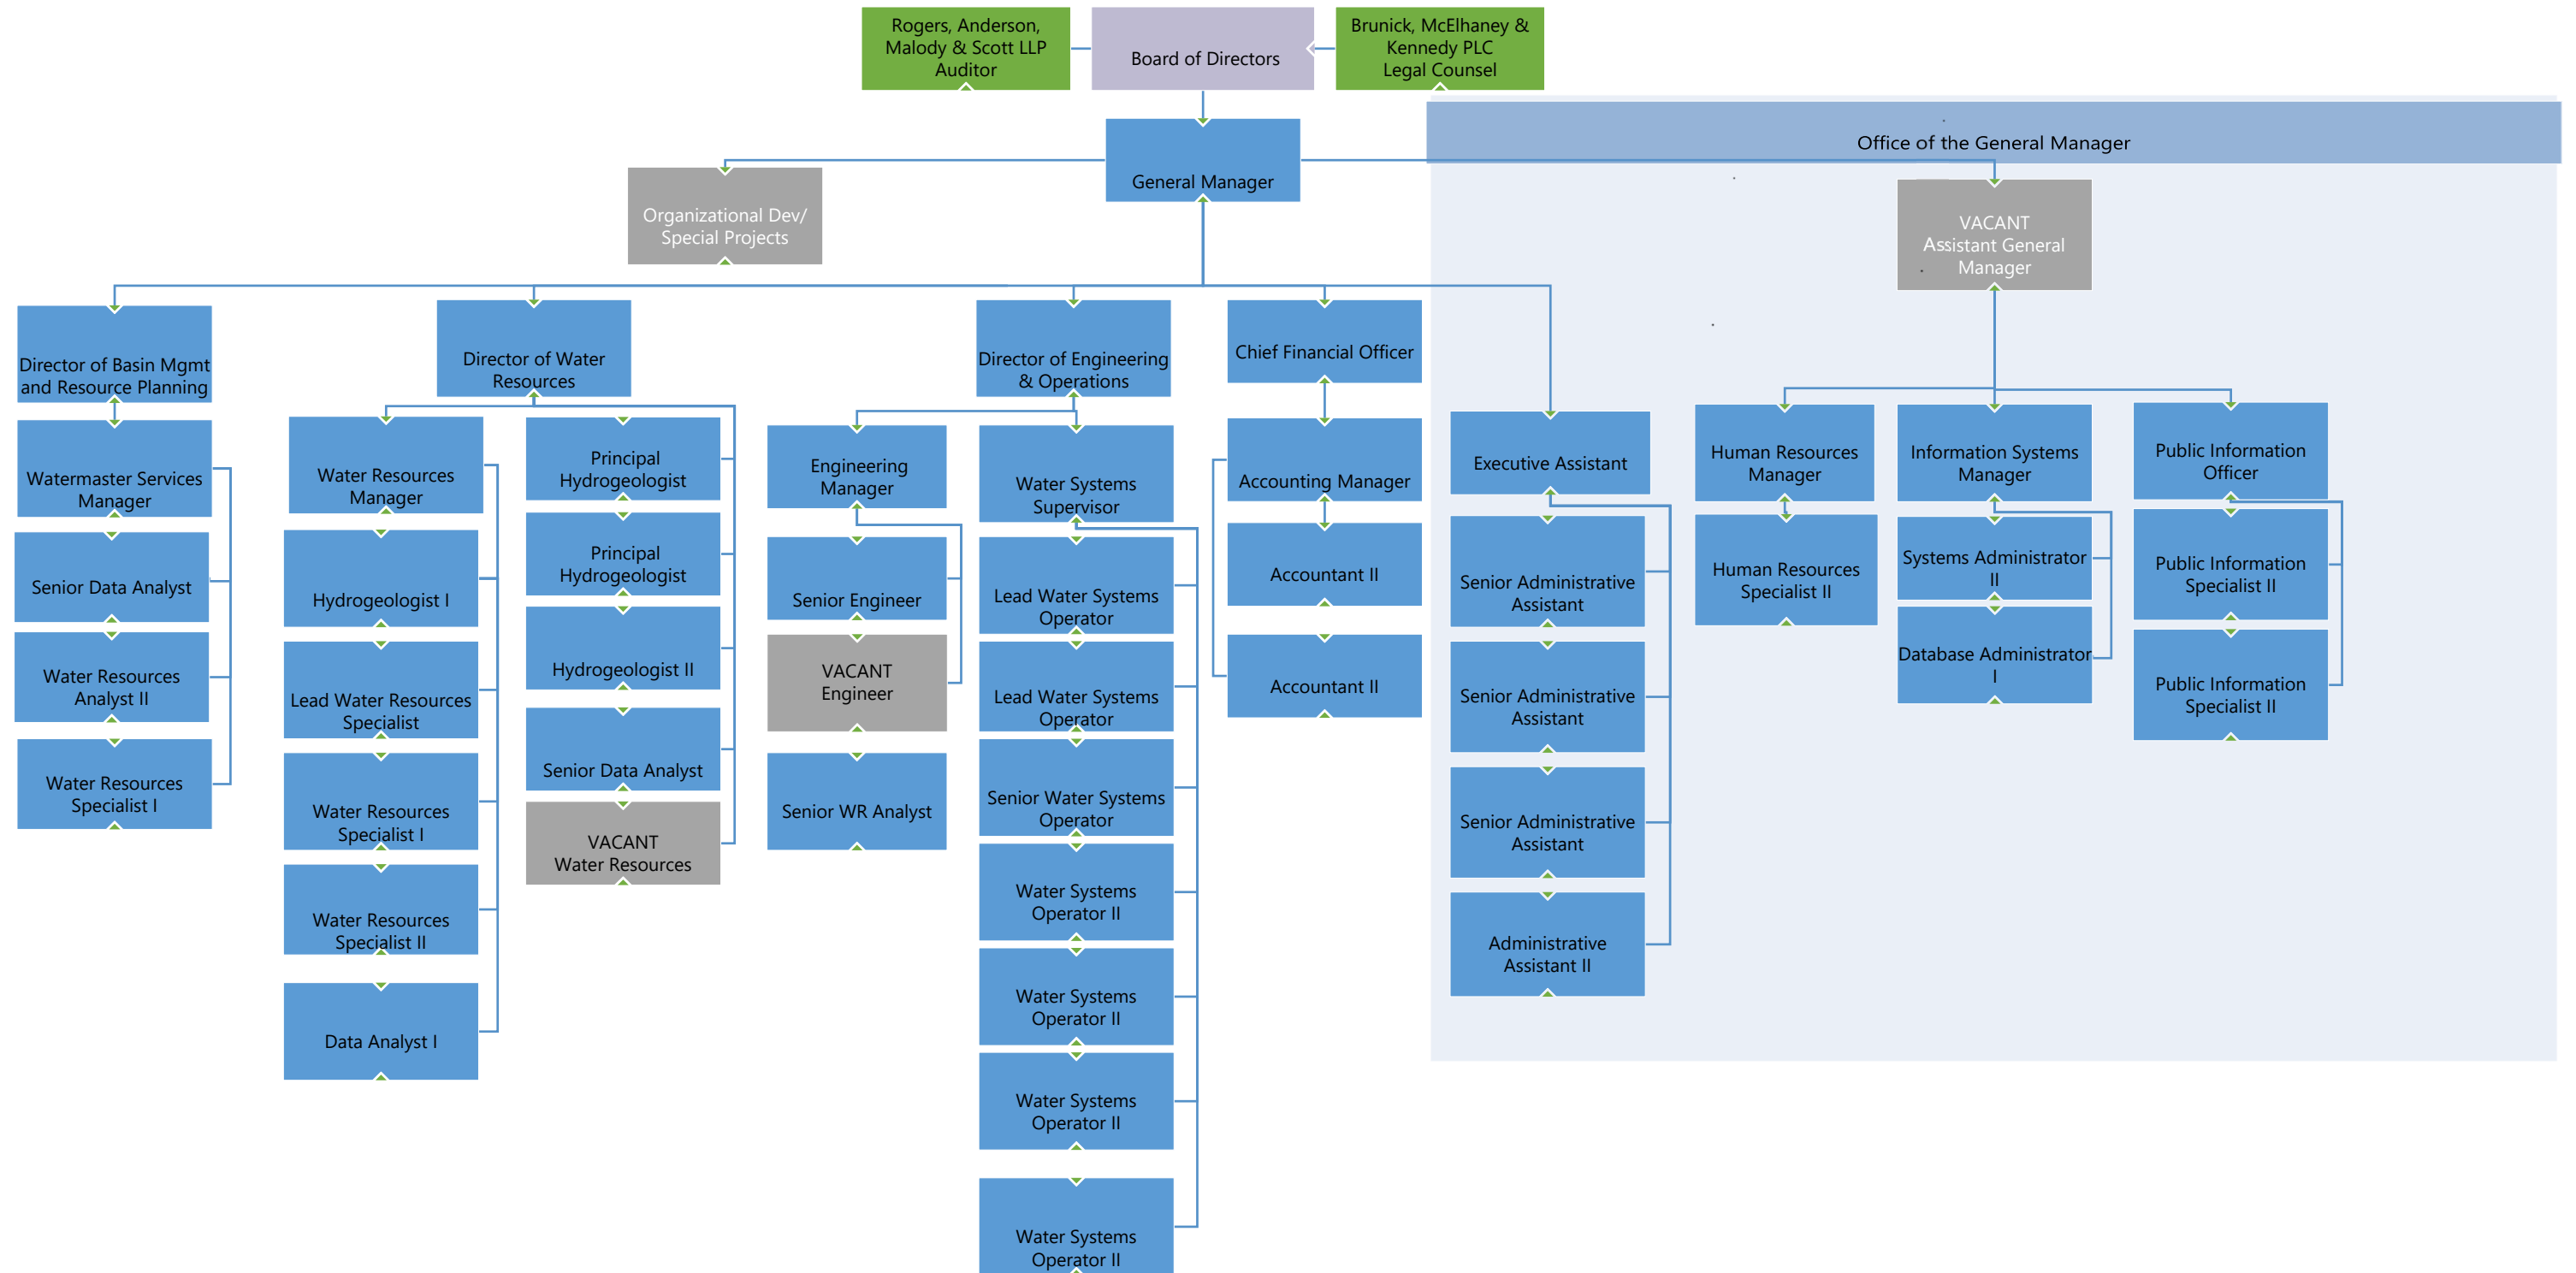 Rogers, Anderson,
Malody & Scott LLP
Auditor
Board of Directors
Brunick, McElhaney &
Kennedy PLC
Legal Counsel
Office of the General Manager
General Manager
Organizational Dev/
Special Projects
VACANT
Assistant General
Manager
Director of Basin Mgmt
and Resource Planning
Watermaster Services
Manager
Senior Data Analyst
Water Resources
Analyst II
Water Resources
Specialist I
Director of Water
Resources
Water Resources
Manager
Hydrogeologist I
Lead Water Resources
Specialist
Water Resources
Specialist I
Water Resources
Specialist II
Data Analyst I
Principal
Hydrogeologist
Principal
Hydrogeologist
Hydrogeologist II
Senior Data Analyst
VACANT
Water Resources
Director of Engineering
& Operations
Engineering
Manager
Senior Engineer
VACANT
Engineer
Senior WR Analyst
Water Systems
Supervisor
Lead Water Systems
Operator
Lead Water Systems
Operator
Senior Water Systems
Operator
Water Systems
Operator II
Water Systems
Operator II
Water Systems
Operator II
Water Systems
Operator II
Chief Financial Officer
Accounting Manager
Accountant II
Accountant II
Executive Assistant
Senior Administrative
Assistant
Senior Administrative
Assistant
Senior Administrative
Assistant
Administrative
Assistant II
Human Resources
Manager
Human Resources
Specialist II
Information Systems
Manager
Systems Administrator
II
Database Administrator
I
Public Information
Officer
Public Information
Specialist II
Public Information
Specialist II